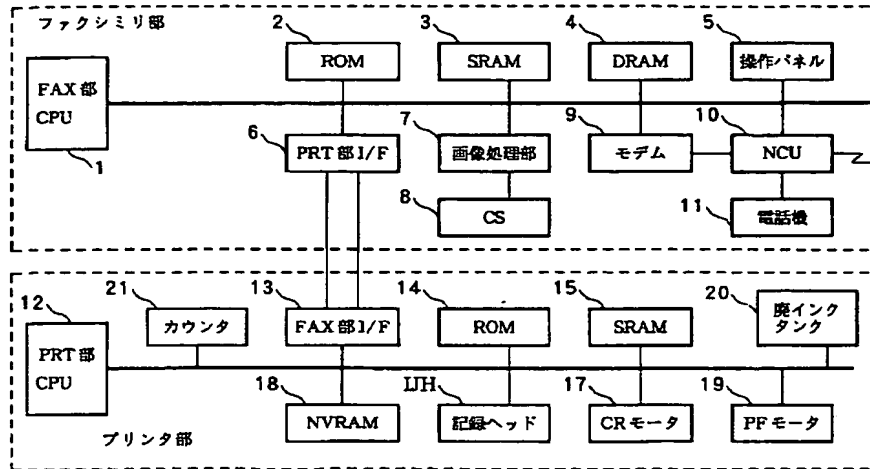 ファクシミリ部
2
ROM
3
SRAM
4
DRAM
5
操作パネル
FAX部
CPU
1
6
PRT部I/F
7
画像処理部
9
モデム
10
NCU
8
CS
11
電話機
12
PRT部
CPU
21
カウンタ
13
FAX部I/F
14
ROM
15
SRAM
20
廃インク
タンク
18
NVRAM
IJH
記録ヘッド
17
CRモータ
19
PFモータ
プリンタ部